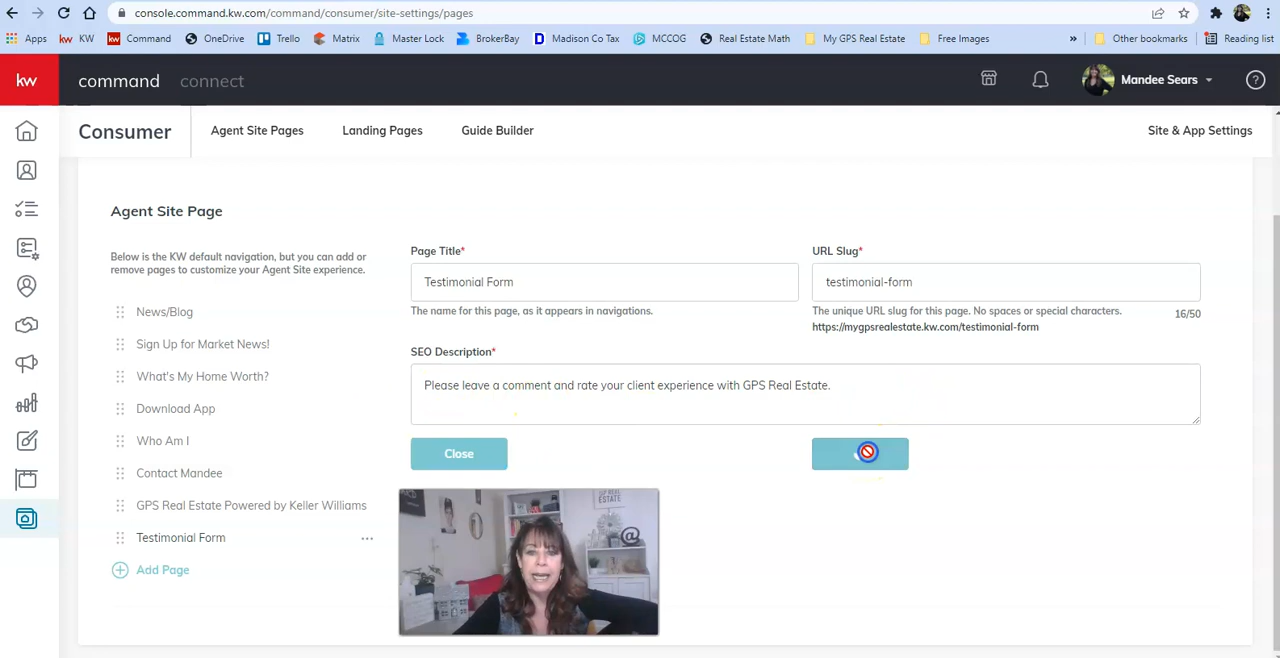 console.command.kw.com/command/consumer/site-settings/pages
Apps kw KW kw Command OneDrive Trello Matrix Master Lock BrokerBay Madison Co Tax MCCOG Real Estate Math My GPS Real Estate Free Images » Other bookmarks Reading list
kw command connect Mandee Sears ?
Consumer Agent Site Pages Landing Pages Guide Builder Site & App Settings
Agent Site Page
Below is the KW default navigation, but you can add or
remove pages to customize your Agent Site experience.
News/Blog
Sign Up for Market News!
What's My Home Worth?
Download App
Who Am I
Contact Mandee
GPS Real Estate Powered by Keller Williams
Testimonial Form ...
Add Page
Page Title*
Testimonial Form
The name for this page, as it appears in navigations.
URL Slug*
testimonial-form
The unique URL slug for this page. No spaces or special characters. 16/50
https://mygpsrealestate.kw.com/testimonial-form
SEO Description*
Please leave a comment and rate your client experience with GPS Real Estate.
Close
ESTATE
@